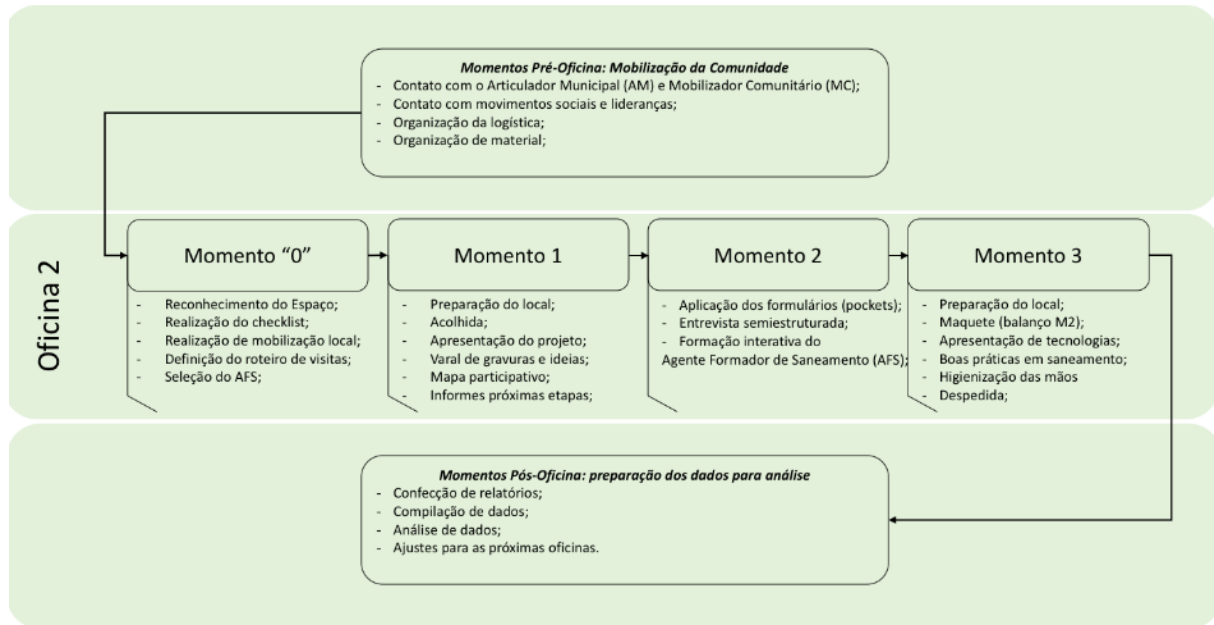 Momentos Pré-Oficina: Mobilização da Comunidade
- Contato com o Articulador Municipal (AM) e Mobilizador Comunitário (MC);
- Contato com movimentos sociais e lideranças;
- Organização da logística;
- Organização de material;
Oficina 2
Momento “0”
- Reconhecimento do Espaço;
- Realização do checklist;
- Realização de mobilização local;
- Definição do roteiro de visitas;
- Seleção do AFS;
Momento 1
- Preparação do local;
- Acolhida;
- Apresentação do projeto;
- Varal de gravuras e ideias;
- Mapa participativo;
- Informes próximas etapas;
Momento 2
- Aplicação dos formulários (pockets);
- Entrevista semiestruturada;
- Formação interativa do
Agente Formador de Saneamento (AFS);
Momento 3
- Preparação do local;
- Maquete (balanço M2);
- Apresentação de tecnologias;
- Boas práticas em saneamento;
- Higienização das mãos
- Despedida;
Momentos Pós-Oficina: preparação dos dados para análise
- Confecção de relatórios;
- Compilação de dados;
- Análise de dados;
- Ajustes para as próximas oficinas.